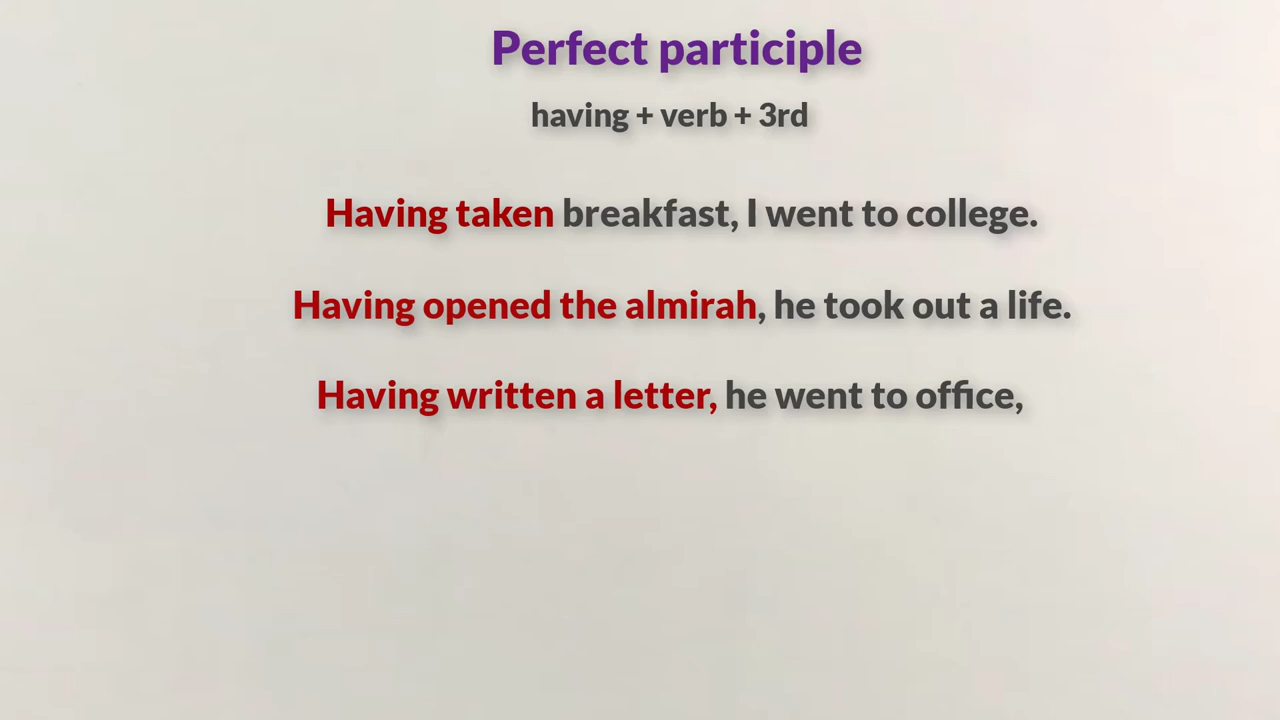 Perfect participle
having + verb + 3rd
Having taken breakfast, I went to college.
Having opened the almirah, he took out a life.
Having written a letter, he went to office,